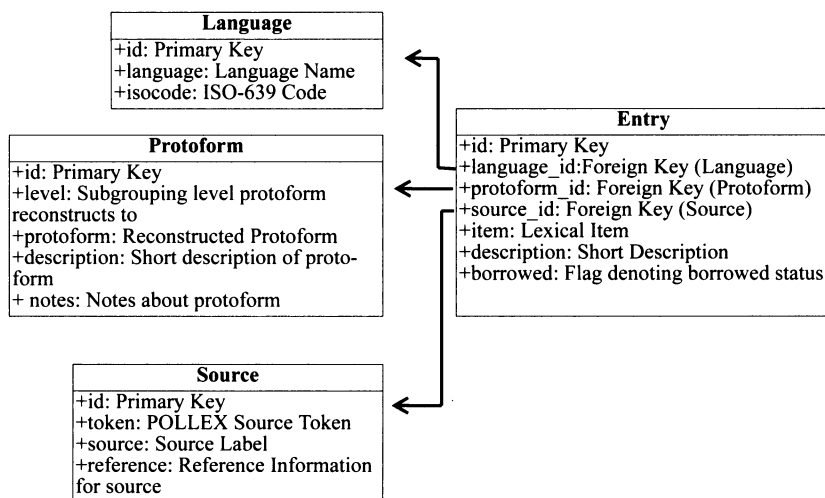 Language
+id: Primary Key
+language: Language Name
+isocode: ISO-639 Code
Protoform
+id: Primary Key
+level: Subgrouping level protoform
reconstructs to
+protoform: Reconstructed Protoform
+description: Short description of proto-
form
+ notes: Notes about protoform
Entry
+id: Primary Key
+language_id:Foreign Key (Language)
+protoform_id: Foreign Key (Protoform)
+source_id: Foreign Key (Source)
+item: Lexical Item
+description: Short Description
+borrowed: Flag denoting borrowed status
Source
+id: Primary Key
+token: POLLEX Source Token
+source: Source Label
+reference: Reference Information
for source